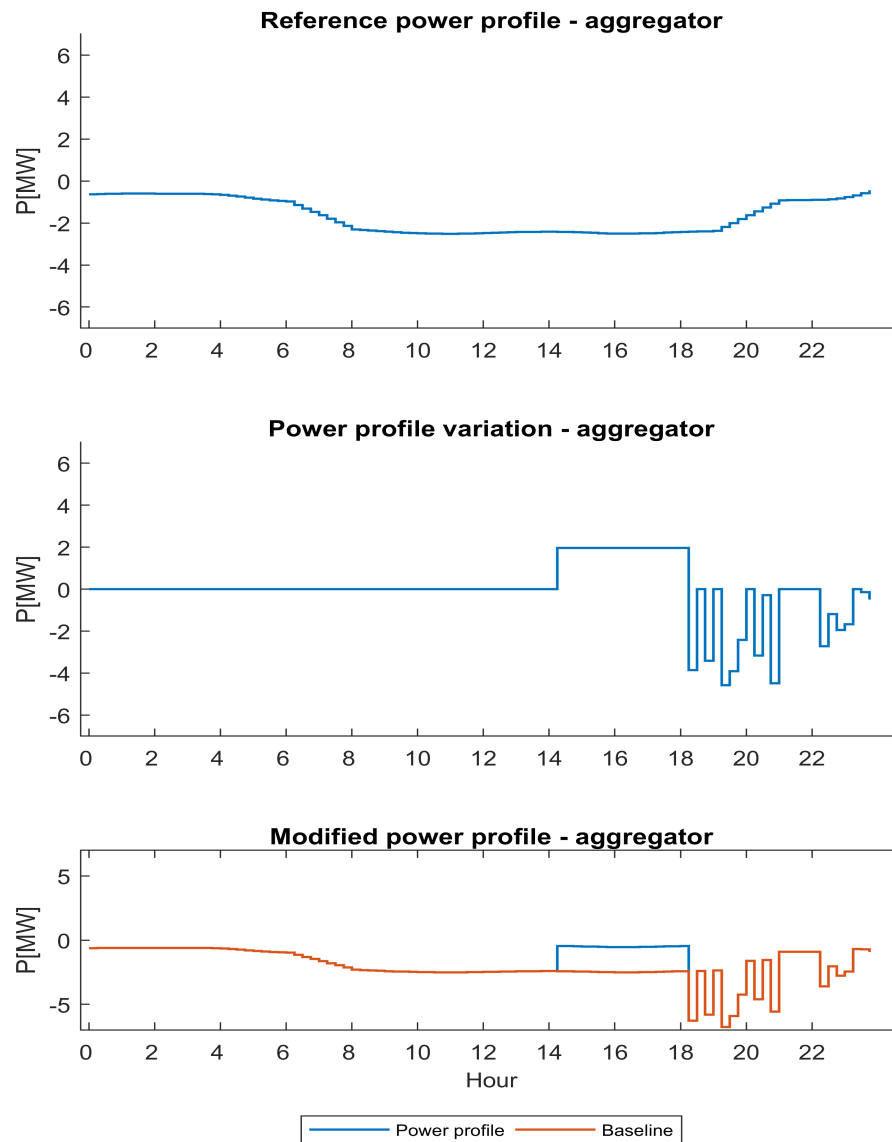 Reference power profile - aggregator
6
4
2
0
-2
-4
-6
P[MW]
0 2 4 6 8 10 12 14 16 18 20 22
Power profile variation - aggregator
6
4
2
0
-2
-4
-6
P[MW]
0 2 4 6 8 10 12 14 16 18 20 22
Modified power profile - aggregator
5
0
-5
P[MW]
0 2 4 6 8 10 12 14 16 18 20 22
Hour
Power profile Baseline